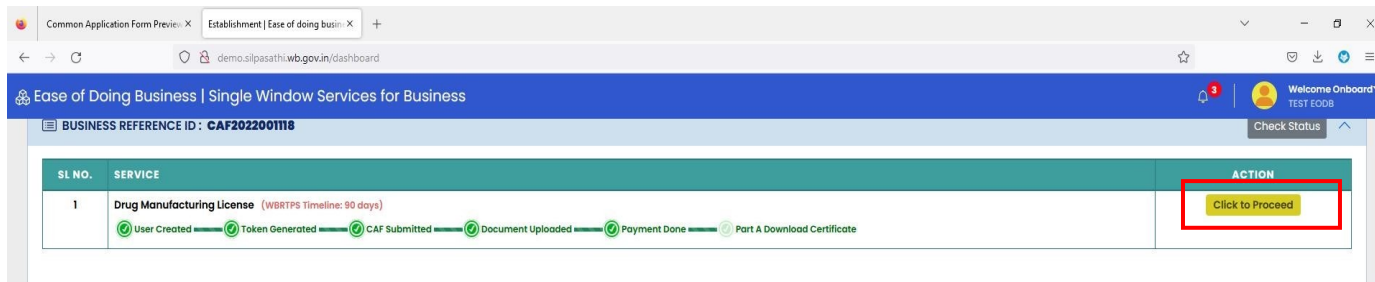 Common Application Form Preview
Establishment | Ease of doing busin
demo.silpasathi.wb.gov.in/dashboard
Ease of Doing Business | Single Window Services for Business
3
Welcome Onboard
TEST EODB
BUSINESS REFERENCE ID : CAF2022001118
Check Status
SL NO. SERVICE ACTION
1 Drug Manufacturing License (WBRTPS Timeline: 90 days) Click to Proceed
User Created Token Generated CAF Submitted Document Uploaded Payment Done Part A Download Certificate